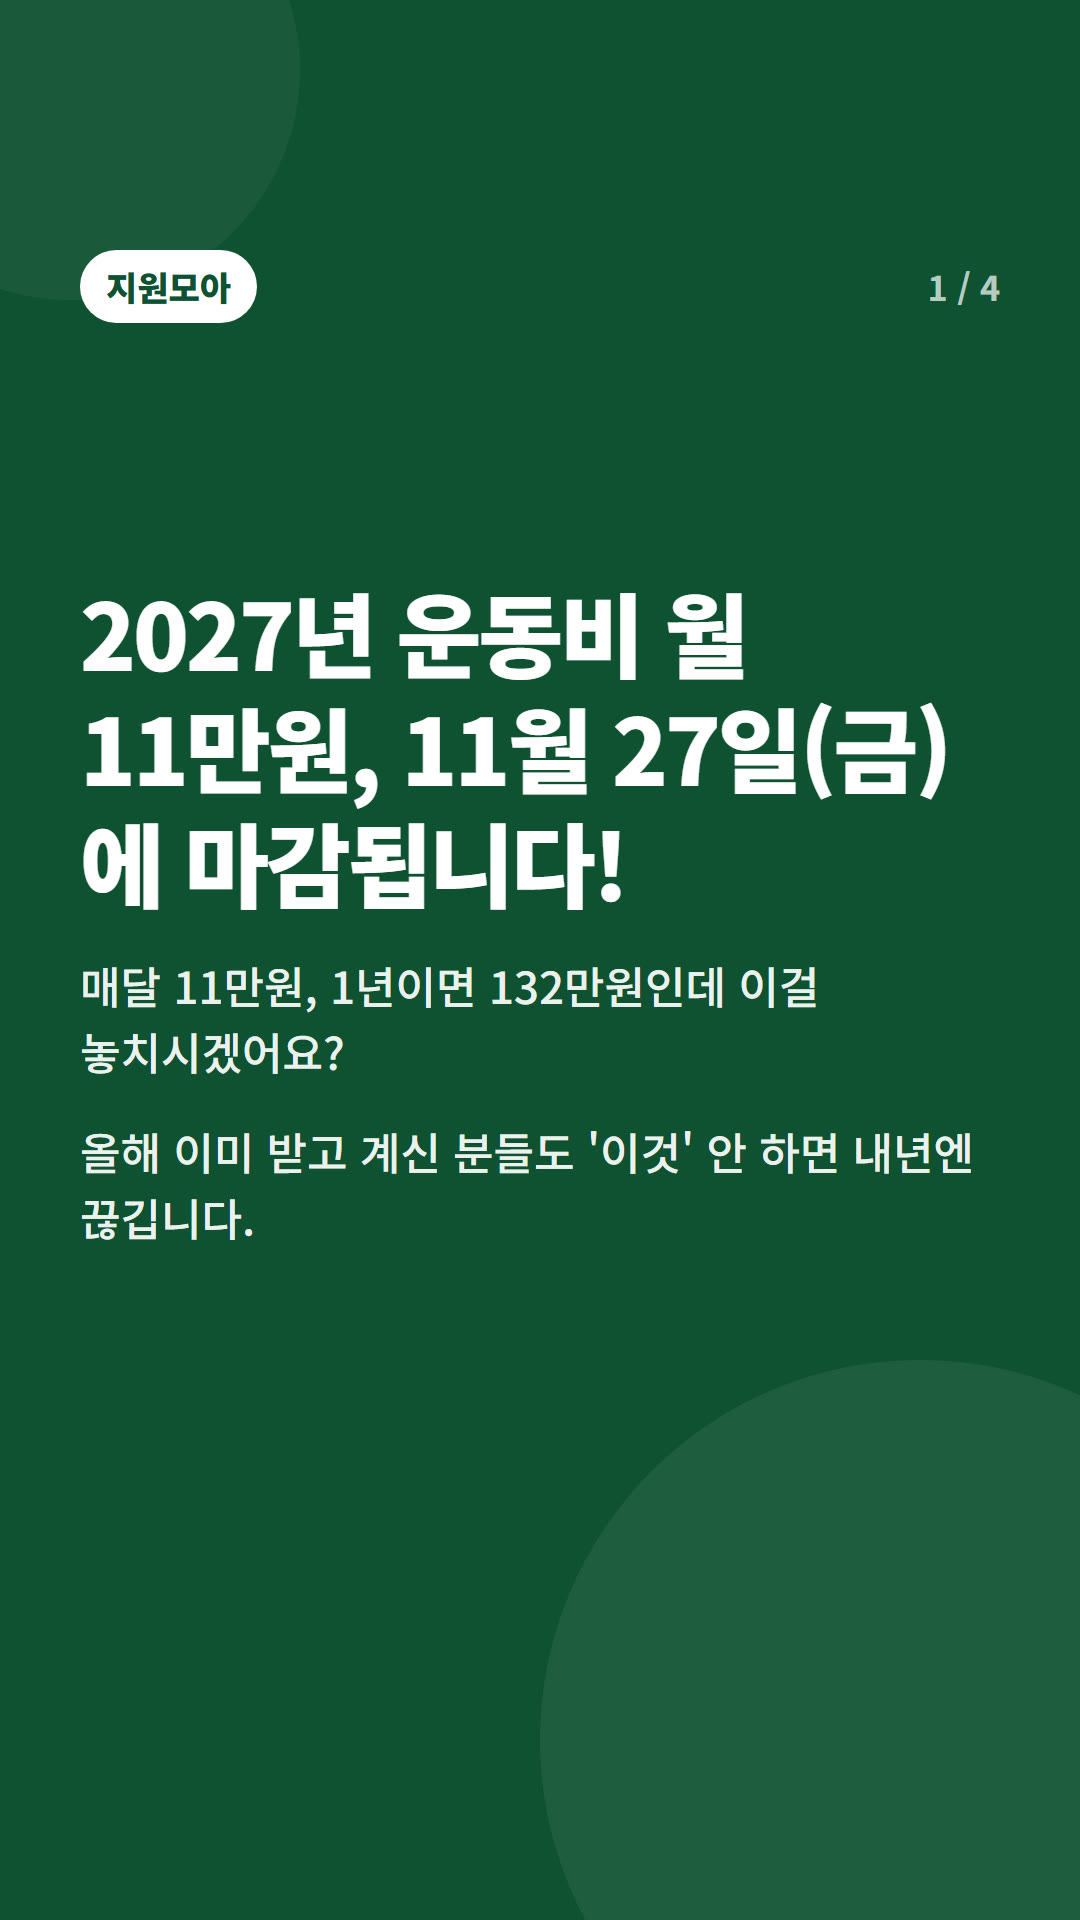 지원모아
1 / 4
2027년 운동비 월
11만원, 11월 27일(금)
에 마감됩니다!
매달 11만원, 1년이면 132만원인데 이걸
놓치시겠어요?
올해 이미 받고 계신 분들도 '이것' 안 하면 내년엔
끊깁니다.